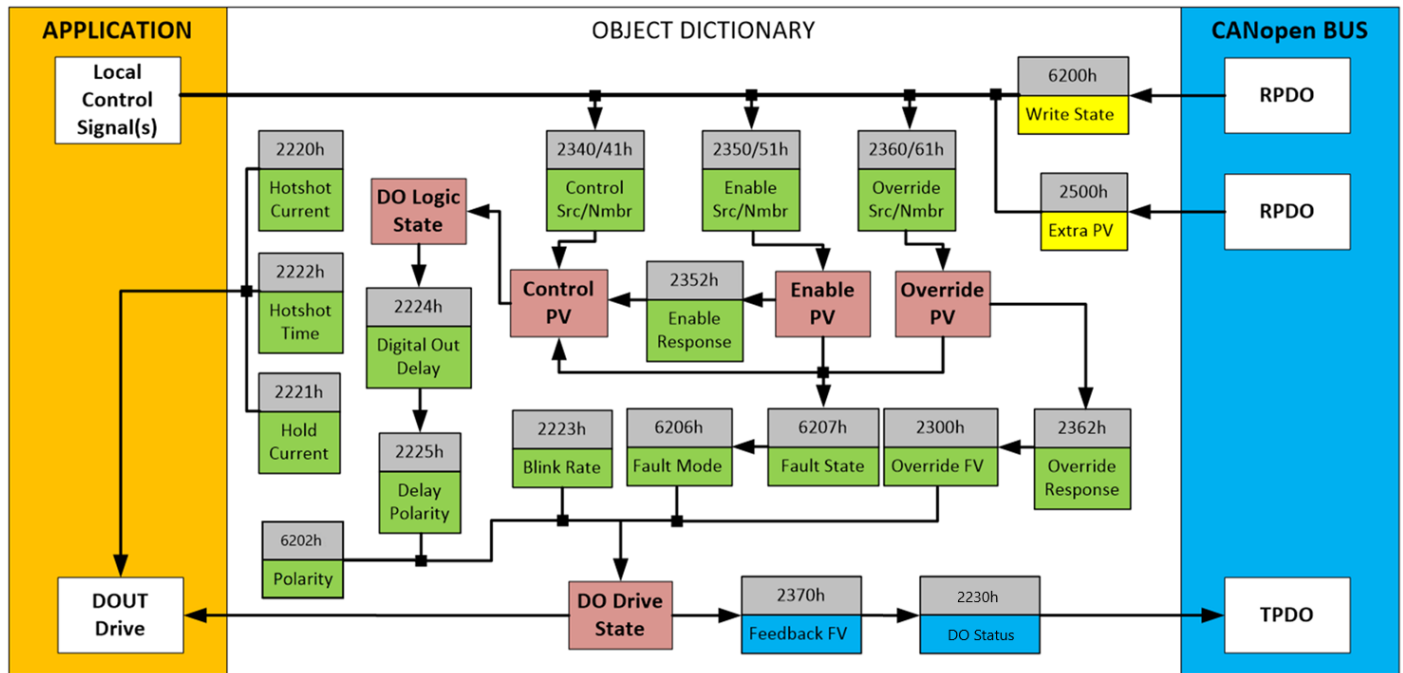 APPLICATION
OBJECT DICTIONARY
CANopen BUS
Local
Control
Signal(s)
6200h
Write State
RPDO
2220h
Hotshot
Current
2340/41h
Control
Src/Nmbr
2350/51h
Enable
Src/Nmbr
2360/61h
Override
Src/Nmbr
2500h
Extra PV
RPDO
DO Logic
State
2222h
Hotshot
Time
2224h
Digital Out
Delay
Control
PV
2352h
Enable
Response
Enable
PV
Override
PV
2221h
Hold
Current
2225h
Delay
Polarity
2223h
Blink Rate
6206h
Fault Mode
6207h
Fault State
2300h
Override FV
2362h
Override
Response
6202h
Polarity
DOUT
Drive
DO Drive
State
2370h
Feedback FV
2230h
DO Status
TPDO